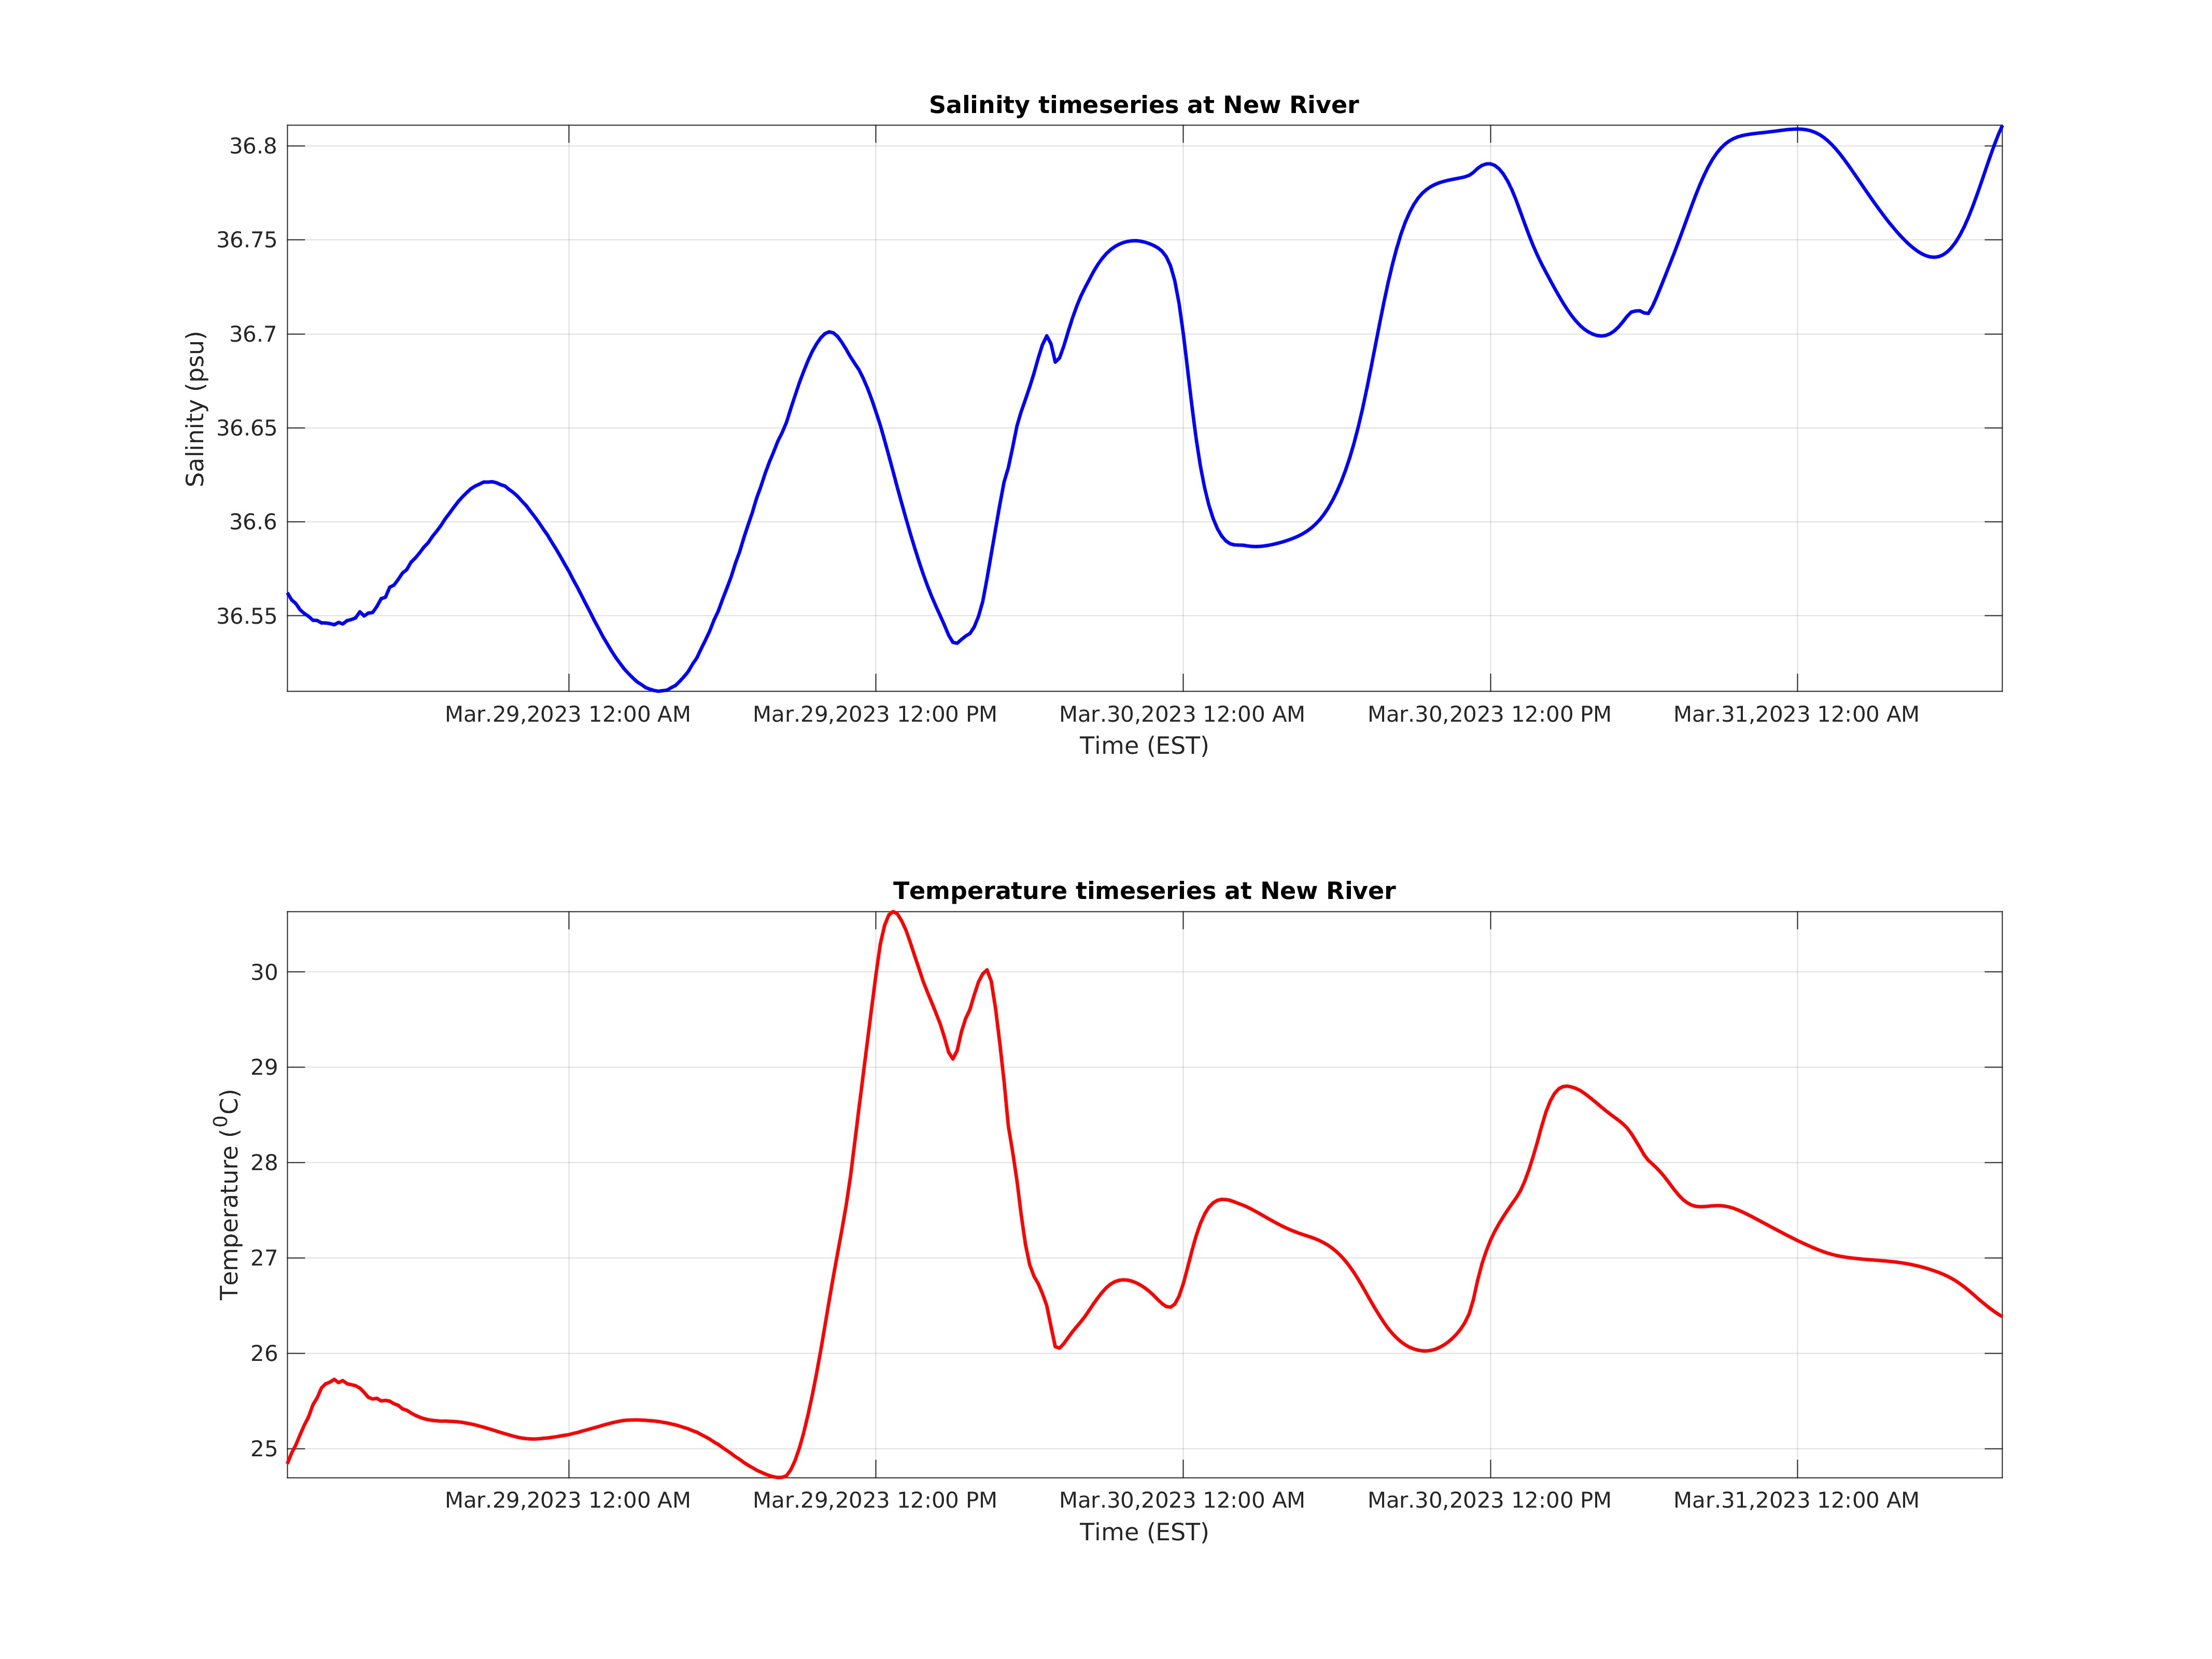 Salinity timeseries at New River
36.8
36.75
36.7
36.65
36.6
36.55
Salinity (psu)
Mar.29,2023 12:00 AM Mar.29,2023 12:00 PM Mar.30,2023 12:00 AM Mar.30,2023 12:00 PM Mar.31,2023 12:00 AM
Time (EST)
Temperature timeseries at New River
30
29
28
27
26
25
Temperature (⁰C)
Mar.29,2023 12:00 AM Mar.29,2023 12:00 PM Mar.30,2023 12:00 AM Mar.30,2023 12:00 PM Mar.31,2023 12:00 AM
Time (EST)